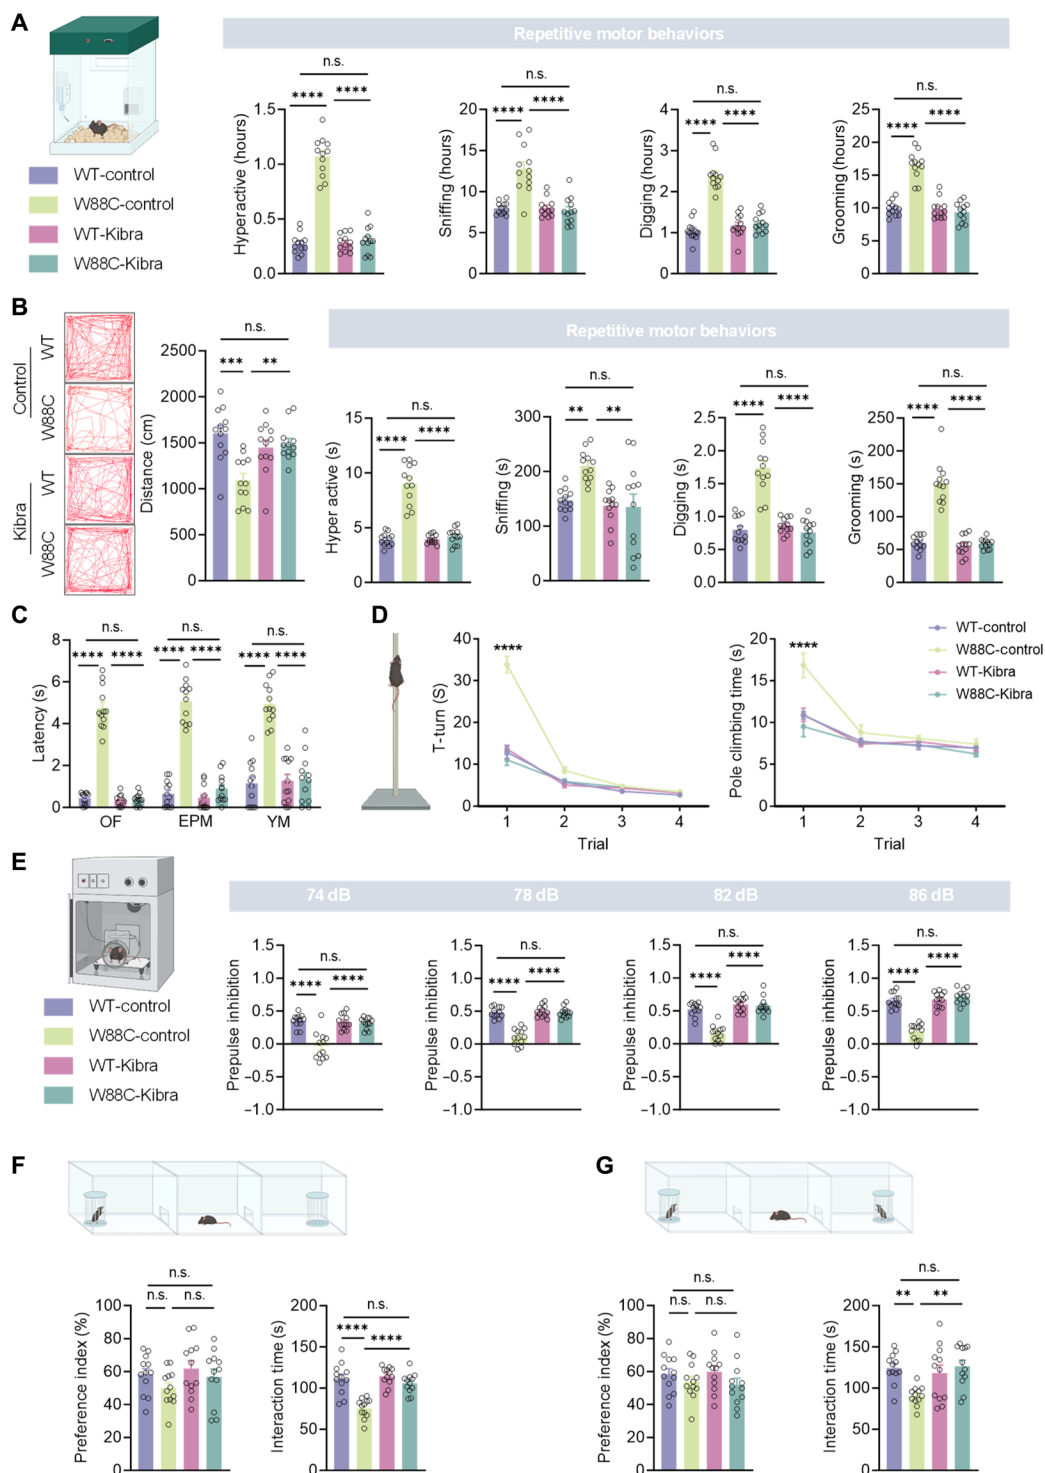 A
Repetitive motor behaviors
WT-control
W88C-control
WT-Kibra
W88C-Kibra
n.s.
**** ****
Hyperactive (hours)
1.5
1.0
0.5
0.0
n.s.
**** ****
Sniffing (hours)
20
15
10
5
0
n.s.
**** ****
Digging (hours)
4
3
2
1
0
n.s.
**** ****
Grooming (hours)
25
20
15
10
5
0
B
Control
WT
W88C
Kibra
WT
W88C
n.s.
*** **
Distance (cm)
2500
2000
1500
1000
500
0
Repetitive motor behaviors
n.s.
**** ****
Hyper active (s)
15
10
5
0
n.s.
** **
Sniffing (s)
300
200
100
0
n.s.
**** ****
Digging (s)
2.5
2.0
1.5
1.0
0.5
0.0
n.s.
**** ****
Grooming (s)
250
200
150
100
50
0
C
n.s. n.s. n.s.
**** **** **** **** **** ****
Latency (s)
8
6
4
2
0
OF EPM YM
D
****
T-turn (S)
40
30
20
10
0
1 2 3 4
Trial
****
Pole climbing time (s)
20
15
10
5
0
1 2 3 4
Trial
WT-control
W88C-control
WT-Kibra
W88C-Kibra
E
74 dB 78 dB 82 dB 86 dB
WT-control
W88C-control
WT-Kibra
W88C-Kibra
n.s.
**** ****
Prepulse inhibition
1.5
1.0
0.5
0.0
−0.5
−1.0
n.s.
**** ****
Prepulse inhibition
1.5
1.0
0.5
0.0
−0.5
−1.0
n.s.
**** ****
Prepulse inhibition
1.5
1.0
0.5
0.0
−0.5
−1.0
n.s.
**** ****
Prepulse inhibition
1.5
1.0
0.5
0.0
−0.5
−1.0
F
n.s.
n.s. n.s.
Preference index (%)
100
80
60
40
20
0
n.s.
**** ****
Interaction time (s)
200
150
100
50
0
G
n.s.
n.s. n.s.
Preference index (%)
100
80
60
40
20
0
n.s.
** **
Interaction time (s)
200
150
100
50
0